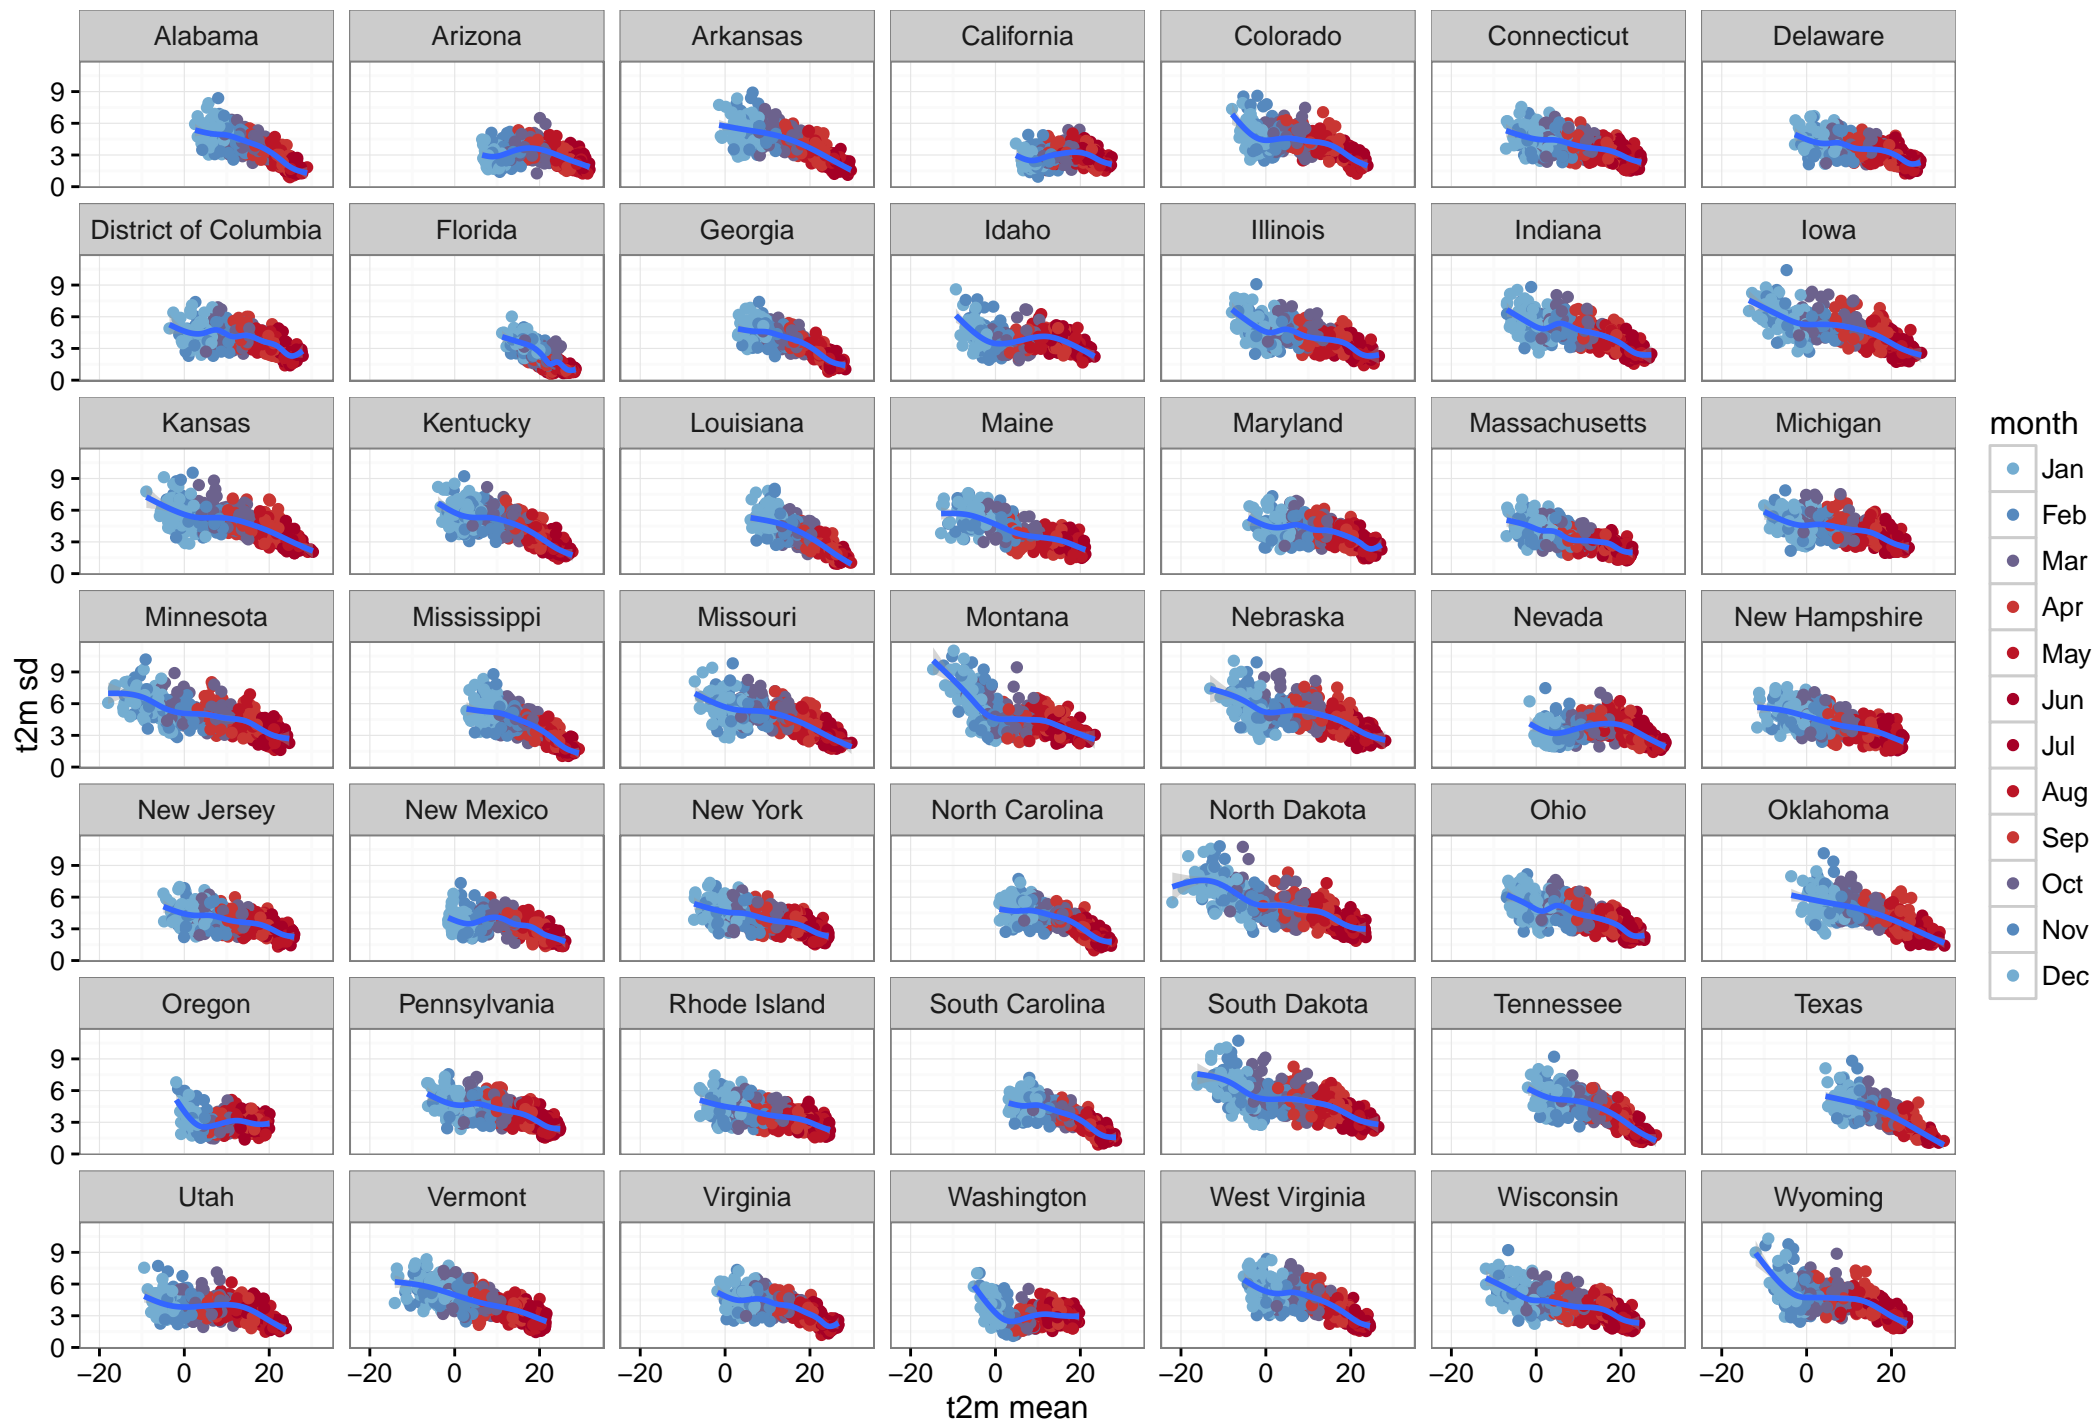 Alabama Arizona Arkansas California Colorado Connecticut Delaware
9
6
3
0
District of Columbia Florida Georgia Idaho Illinois Indiana Iowa
9
6
3
0
Kansas Kentucky Louisiana Maine Maryland Massachusetts Michigan
9
6
3
0
Minnesota Mississippi Missouri Montana Nebraska Nevada New Hampshire
9
6
3
0
New Jersey New Mexico New York North Carolina North Dakota Ohio Oklahoma
9
6
3
0
Oregon Pennsylvania Rhode Island South Carolina South Dakota Tennessee Texas
9
6
3
0
Utah Vermont Virginia Washington West Virginia Wisconsin Wyoming
9
6
3
0
−20 0 20 −20 0 20 −20 0 20 −20 0 20 −20 0 20 −20 0 20 −20 0 20
t2m mean
t2m sd
month
Jan
Feb
Mar
Apr
May
Jun
Jul
Aug
Sep
Oct
Nov
Dec